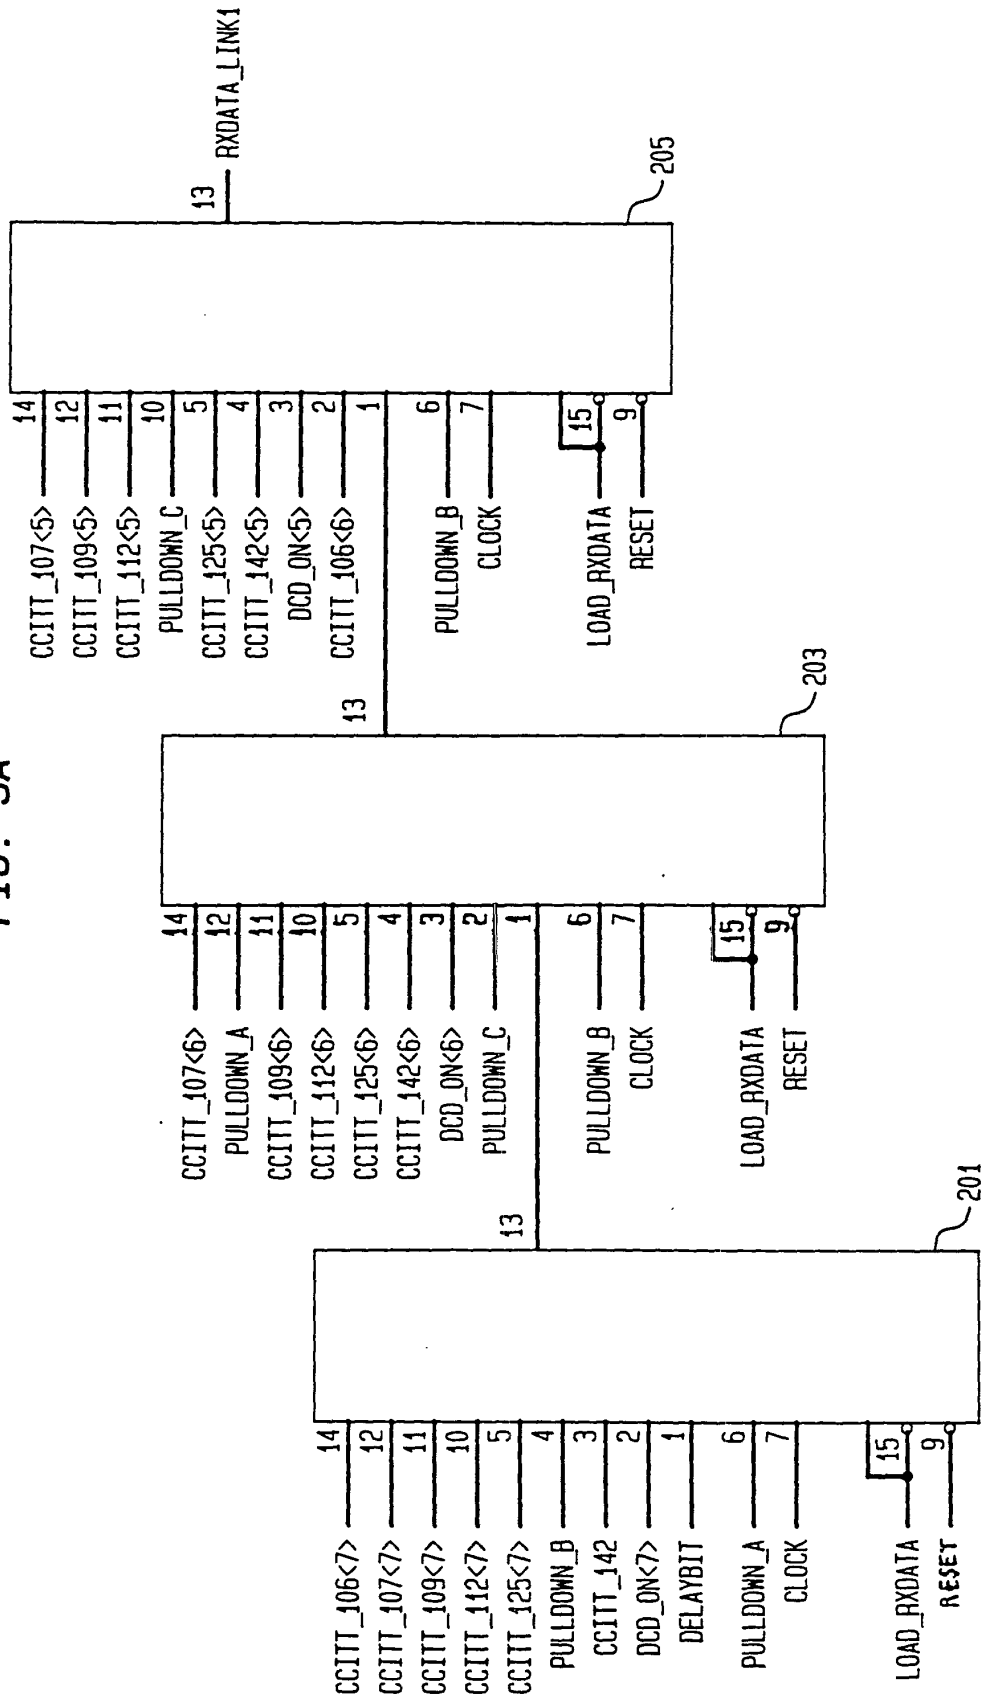 FIG.
CCITT_106<7> 14
CCITT_107<7> 12
CCITT_109<7> 11
CCITT_112<7> 10
CCITT_125<7> 5
PULLDOWN_B 4
CCITT_142 3
DCD_ON<7> 2
DELAYBIT 1
PULLDOWN_A 6
CLOCK 7
LOAD_RXDATA 15
RESET 9
13
201
CCITT_107<6> 14
PULLDOWN_A 12
CCITT_109<6> 11
CCITT_112<6> 10
CCITT_125<6> 5
CCITT_142<6> 4
DCD_ON<6> 3
PULLDOWN_C 2
1
PULLDOWN_B 6
CLOCK 7
LOAD_RXDATA 15
RESET 9
13
203
CCITT_107<5> 14
CCITT_109<5> 12
CCITT_112<5> 11
PULLDOWN_C 10
CCITT_125<5> 5
CCITT_142<5> 4
DCD_ON<5> 3
CCITT_106<6> 2
1
PULLDOWN_B 6
CLOCK 7
LOAD_RXDATA 15
RESET 9
13 RXDATA_LINK1
205